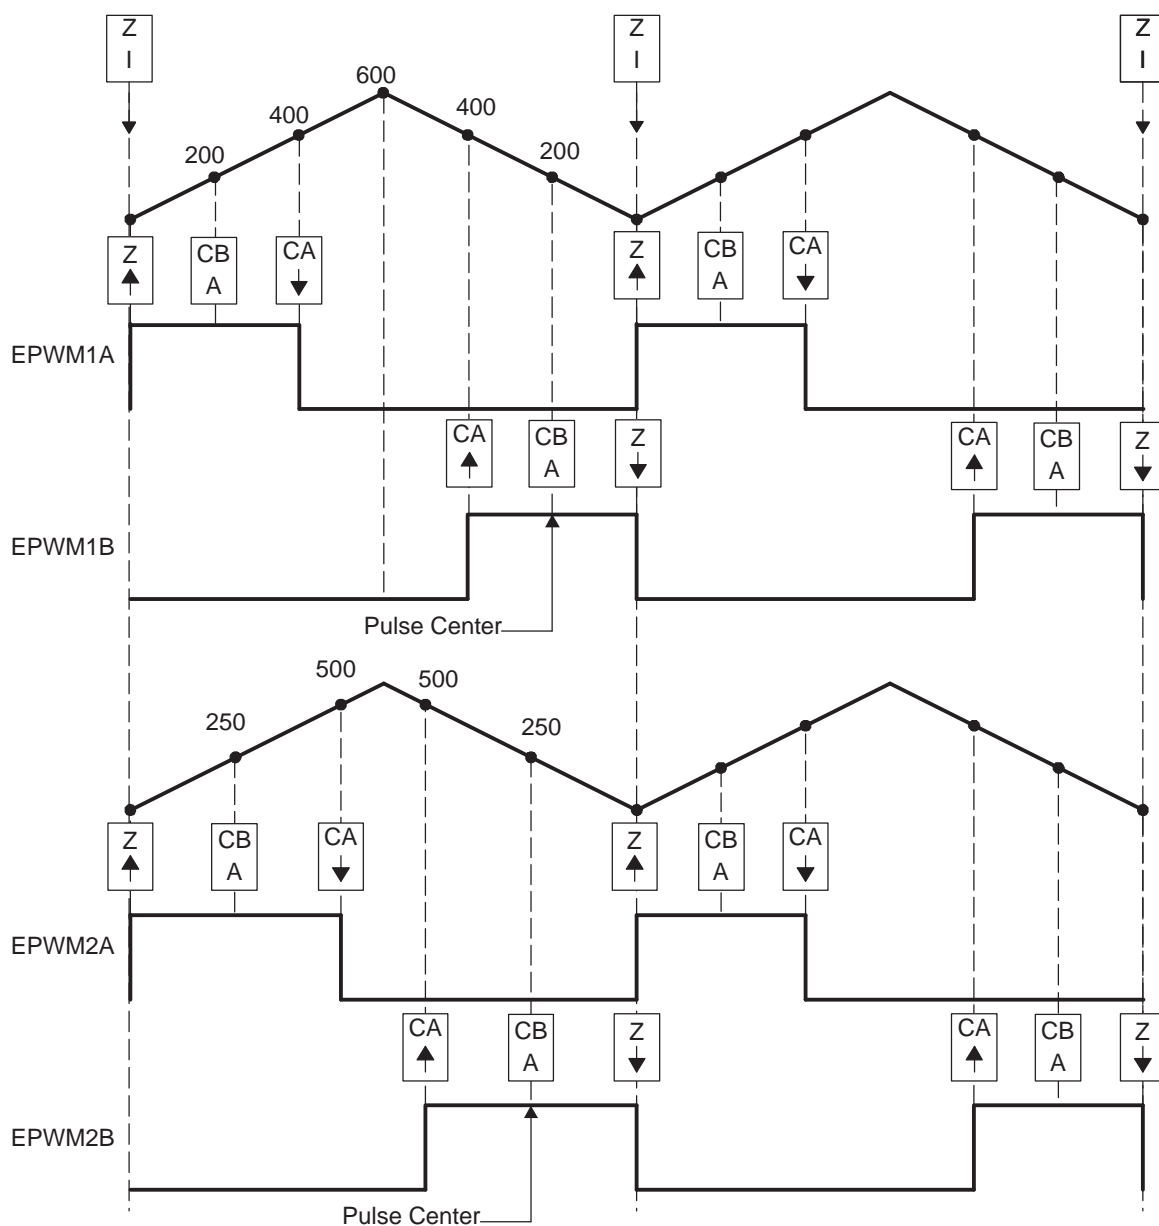 Z Z Z
I I I
600
400 400
200 200
Z CB CA Z CB CA
A A
EPWM1A
CA CB Z CA CB Z
A A
EPWM1B
Pulse Center
500 500
250 250
Z CB CA Z CB CA
A A
EPWM2A
CA CB Z CA CB Z
A A
EPWM2B
Pulse Center